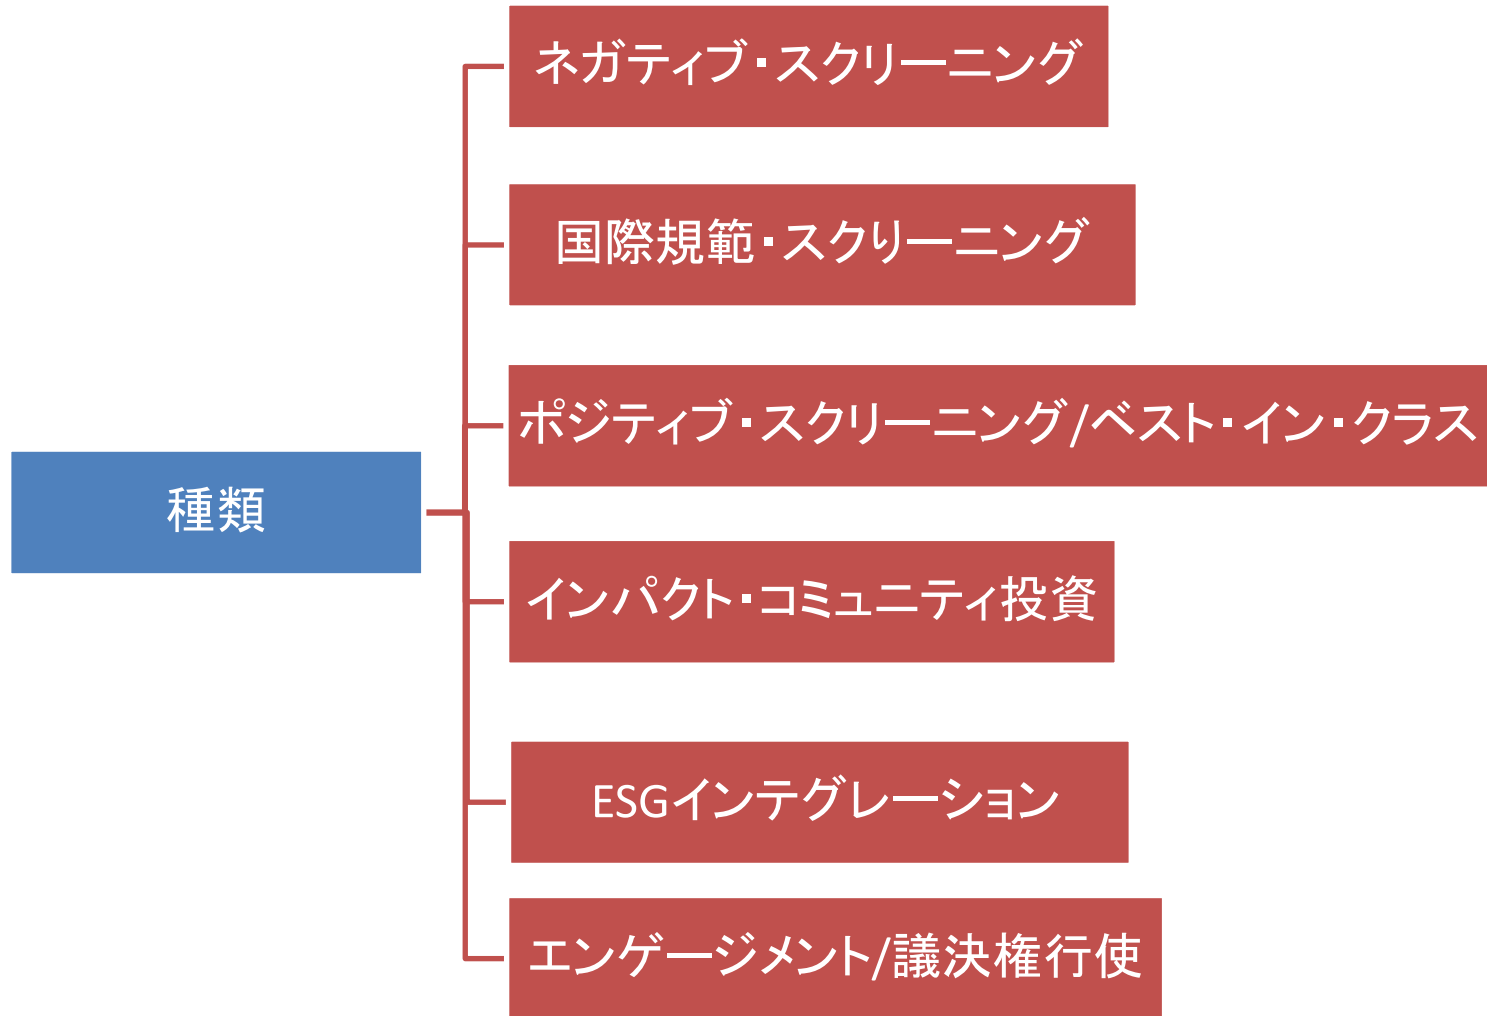 ネガティブ・スクリーニング
国際規範・スクりーニング
ポジティブ・スクリーニング/ベスト・イン・クラス
種類
インパクト・コミュニティ投資
ESGインテグレーション
エンゲージメント/議決権行使